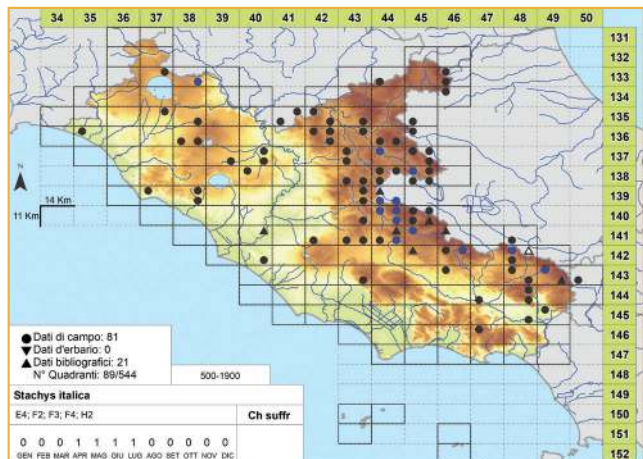 34 35 36 37 38 39 40 41 42 43 44 45 46 47 48 49 50
131
132
133
134
135
136
137
138
139
140
141
142
143
144
145
146
147
148
149
150
151
152
N
14 Km
11 Km
Dati di campo: 81
Dati d'erbario: 0
Dati bibliografici: 21
N° Quadranti: 89/544
500-1900
Stachys italica
E4; F2; F3; F4; H2
Ch suffr
0 0 0 1 1 1 1 0 0 0 0 0
GEN FEB MAR APR MAG GIU LUG AGO SET OTT NOV DIC